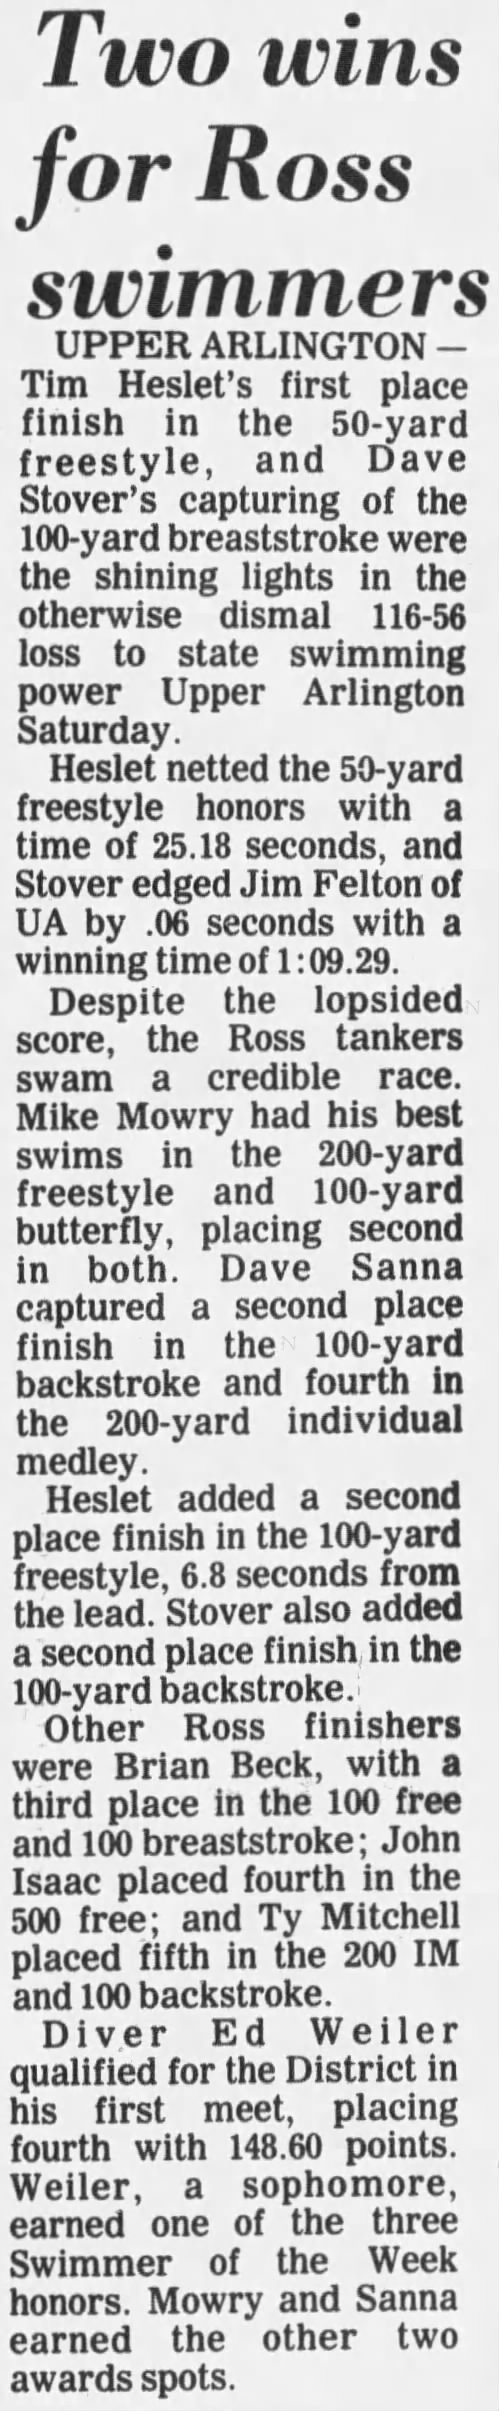 Two wins
for Ross
swimmers
UPPER ARLINGTON —
Tim Heslet's first place
finish in the 50-yard
freestyle, and Dave
Stover's capturing of the
100-yard breaststroke were
the shining lights in the
otherwise dismal 116-56
loss to state swimming
power Upper Arlington
Saturday.
Heslet netted the 50-yard
freestyle honors with a
time of 25.18 seconds, and
Stover edged Jim Felton of
UA by .06 seconds with a
winning time of 1:09.29.
Despite the lopsided
score, the Ross tankers
swam a credible race.
Mike Mowry had his best
swims in the 200-yard
freestyle and 100-yard
butterfly, placing second
in both. Dave Sanna
captured a second place
finish in the 100-yard
backstroke and fourth in
the 200-yard individual
medley.
Heslet added a second
place finish in the 100-yard
freestyle, 6.8 seconds from
the lead. Stover also added
a second place finish in the
100-yard backstroke.
Other Ross finishers
were Brian Beck, with a
third place in the 100 free
and 100 breaststroke; John
Isaac placed fourth in the
500 free; and Ty Mitchell
placed fifth in the 200 IM
and 100 backstroke.
Diver Ed Weiler
qualified for the District in
his first meet, placing
fourth with 148.60 points.
Weiler, a sophomore,
earned one of the three
Swimmer of the Week
honors. Mowry and Sanna
earned the other two
awards spots.